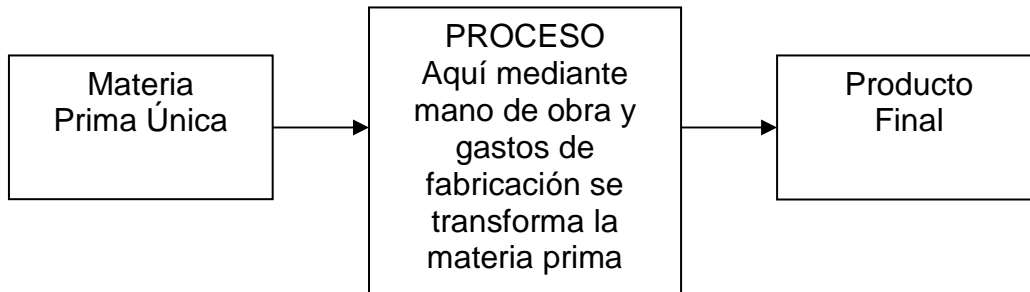 Materia
Prima Única
PROCESO
Aquí mediante
mano de obra y
gastos de
fabricación se
transforma la
materia prima
Producto
Final